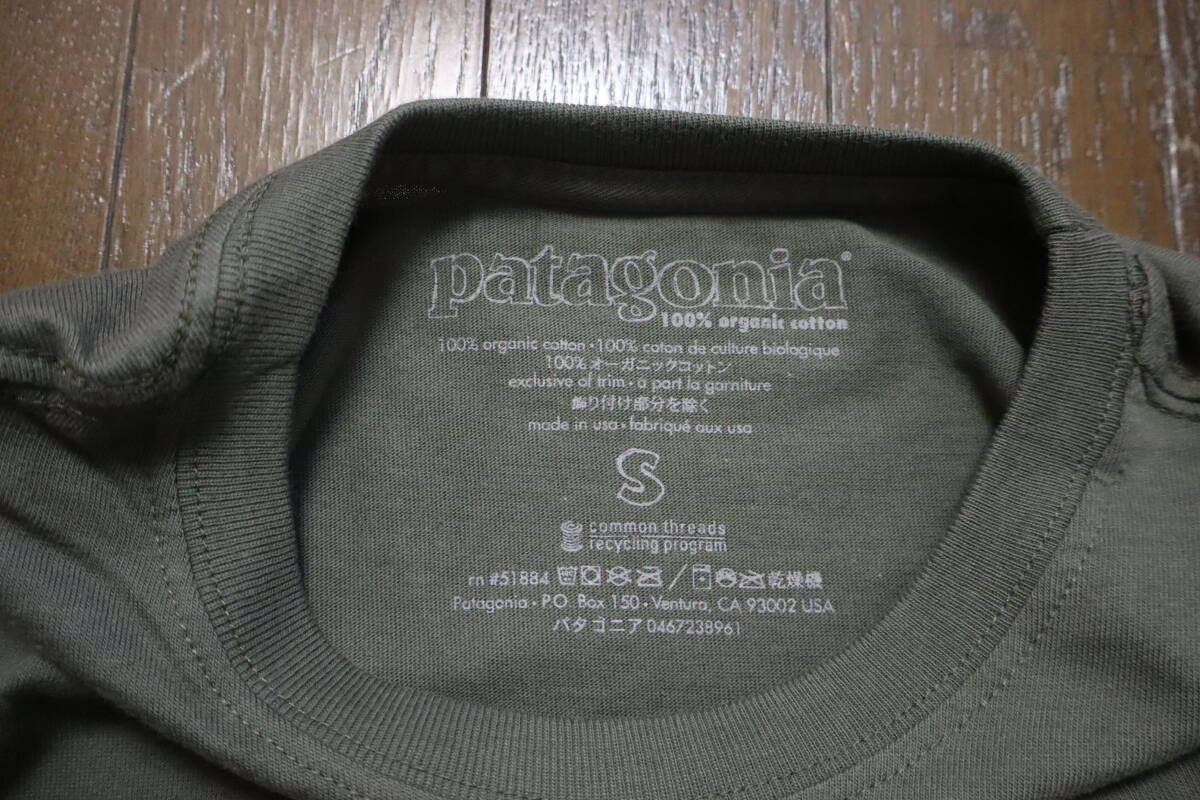 patagonia®
100% organic cotton
100% organic cotton • 100% coton de culture biologique
100% オーガニックコットン
exclusive of trim • à part la garniture
飾り付け部分を除く
made in usa • fabriqué aux usa
S
common threads
recycling program
rn #51884 / 乾燥機
Patagonia • P.O. Box 150 • Ventura, CA 93002 USA
パタゴニア 0467238961